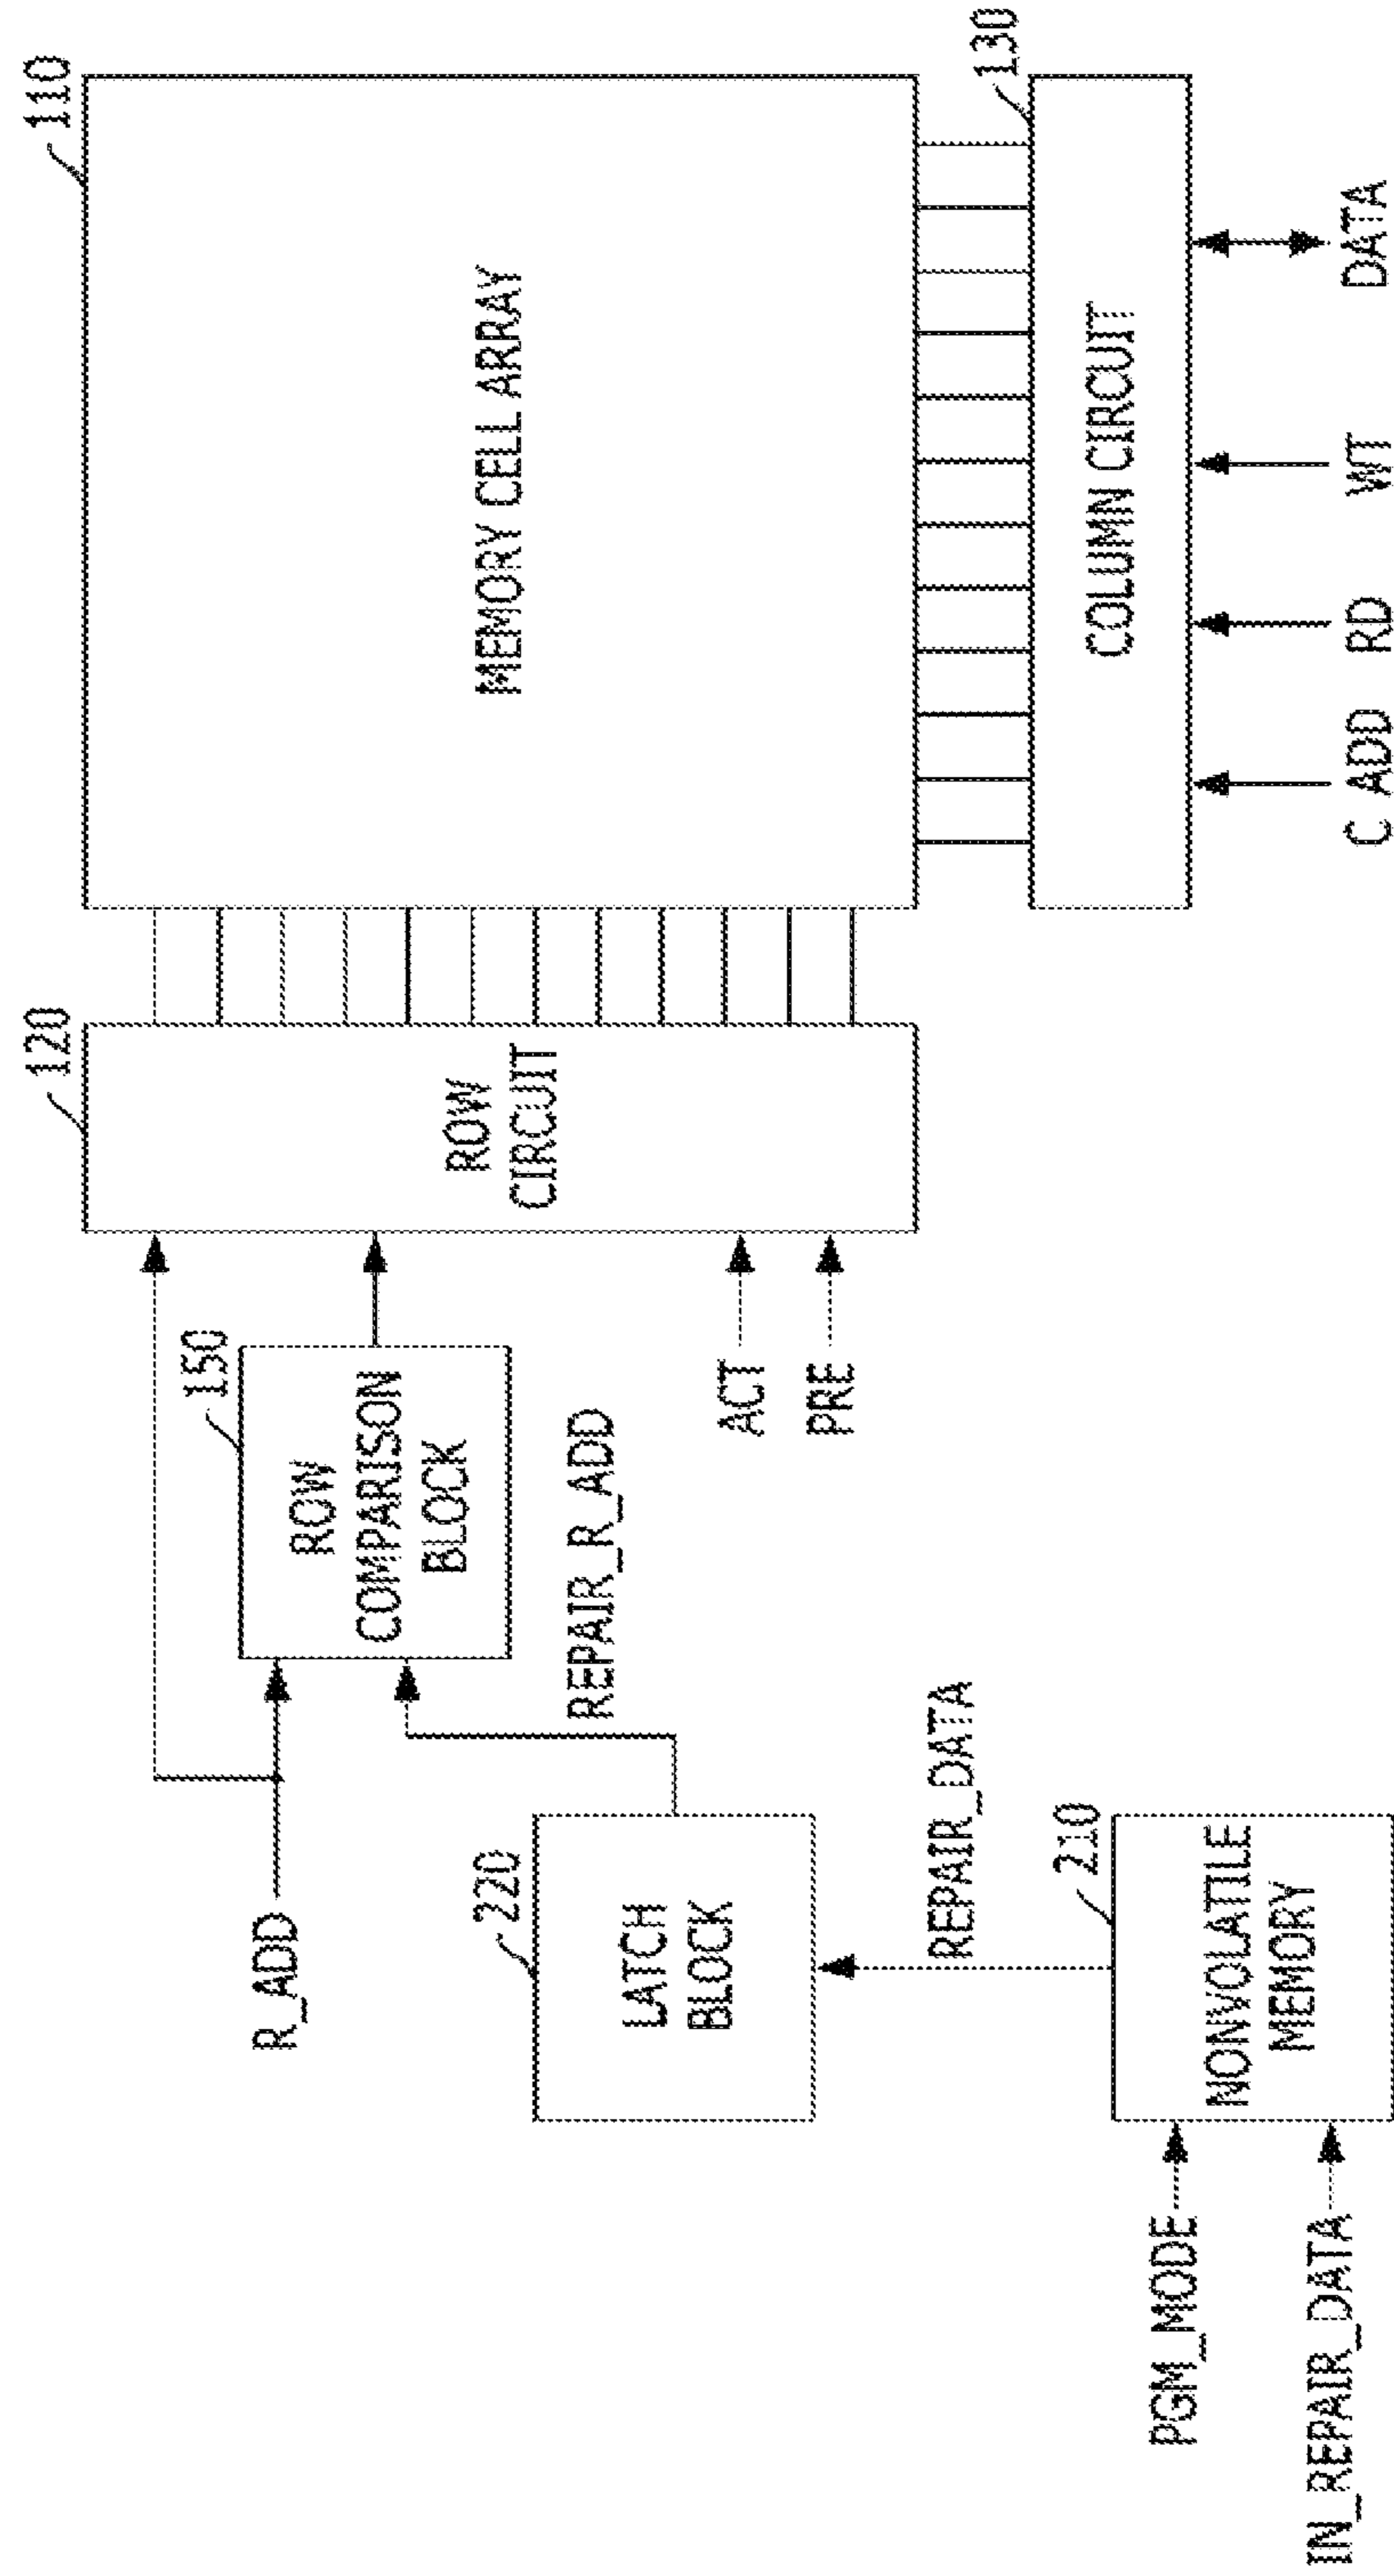 110
MEMORY CELL ARRAY
120
ROW
CIRCUIT
130
COLUMN CIRCUIT
150
ROW
COMPARISON
BLOCK
R_ADD
REPAIR_R_ADD
ACT
PRE
220
LATCH
BLOCK
REPAIR_DATA
210
NONVOLATILE
MEMORY
PGM_MODE
IN_REPAIR_DATA
C ADD
RD
WT
DATA